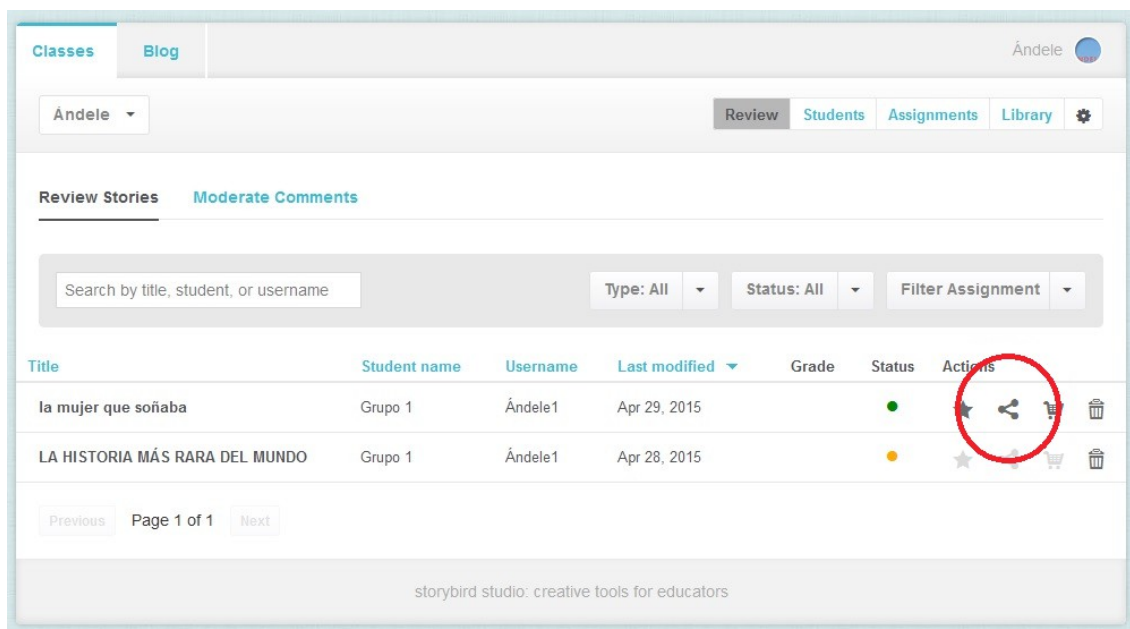 Classes Blog Ándele
Ándele Review Students Assignments Library
Review Stories Moderate Comments
Search by title, student, or username Type: All Status: All Filter Assignment
Title Student name Username Last modified Grade Status Actions
la mujer que soñaba Grupo 1 Ándele1 Apr 29, 2015
LA HISTORIA MÁS RARA DEL MUNDO Grupo 1 Ándele1 Apr 28, 2015
Previous Page 1 of 1 Next
storybird studio: creative tools for educators